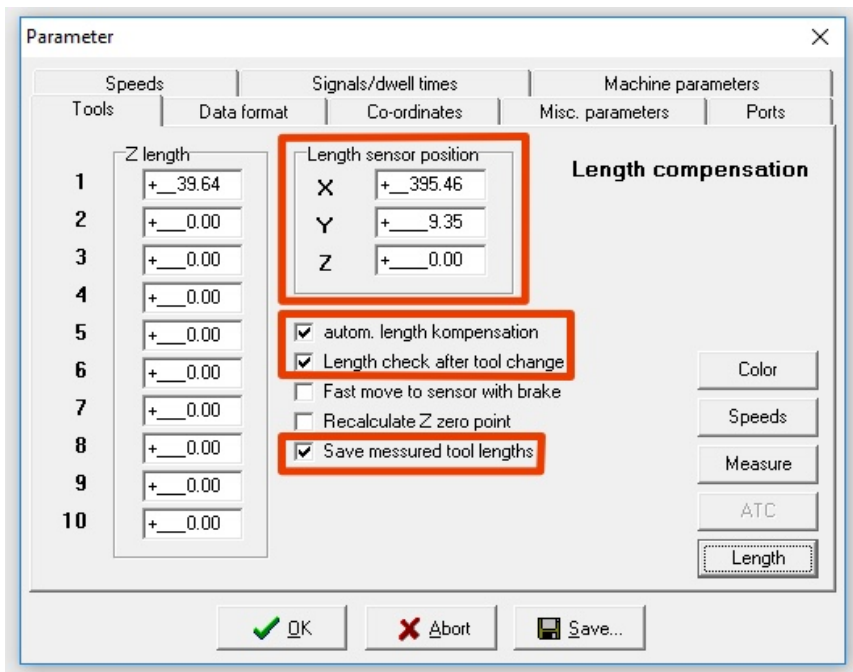 Parameter
Speeds Signals/dwell times Machine parameters
Tools Data format Co-ordinates Misc. parameters Ports
Z length
1 +__39.64
2 +___0.00
3 +___0.00
4 +___0.00
5 +___0.00
6 +___0.00
7 +___0.00
8 +___0.00
9 +___0.00
10 +___0.00
Length sensor position
X +__395.46
Y +____9.35
Z +____0.00
autom. length kompensation
Length check after tool change
Fast move to sensor with brake
Recalculate Z zero point
Save messured tool lengths
Length compensation
Color
Speeds
Measure
ATC
Length
OK Abort Save...